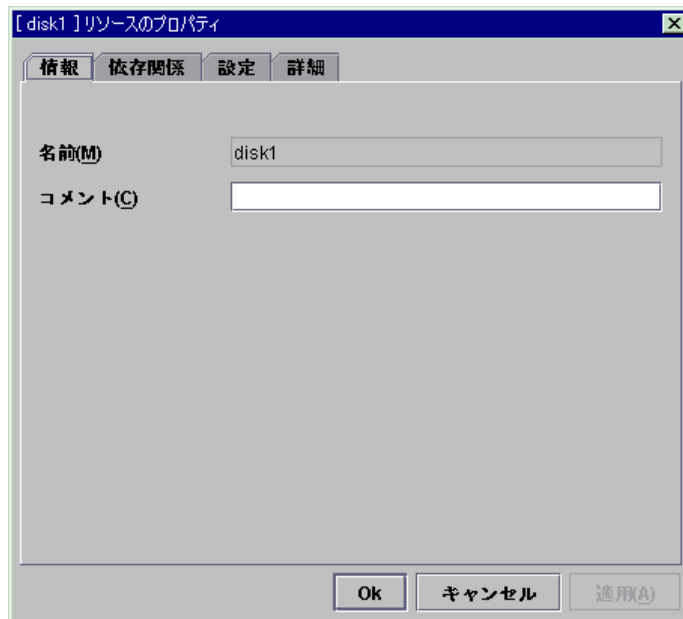 [ disk1 ]リソースのプロパティ
情報 依存関係 設定 詳細
名前(M) disk1
コメント(C)
Ok キャンセル 適用(A)